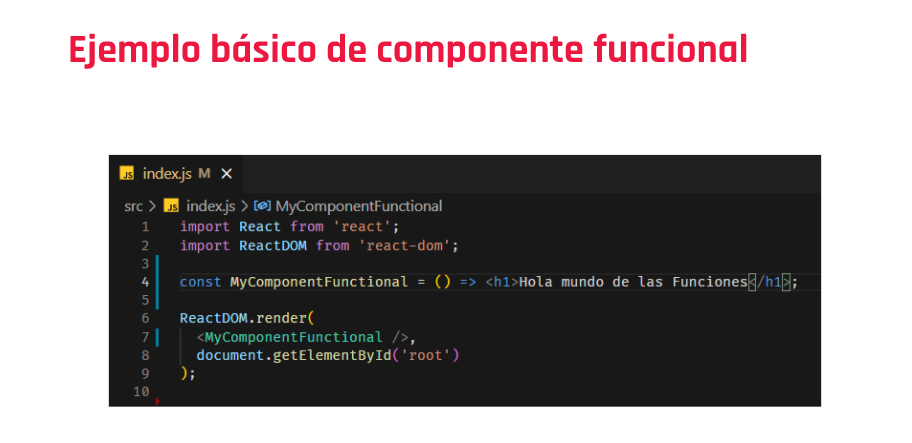 Ejemplo básico de componente funcional
JS index.js M ×
src > JS index.js > MyComponentFunctional
1 import React from 'react';
2 import ReactDOM from 'react-dom';
3
4 const MyComponentFunctional = () => <h1>Hola mundo de las Funciones</h1>;
5
6 ReactDOM.render(
7 <MyComponentFunctional />,
8 document.getElementById('root')
9 );
10